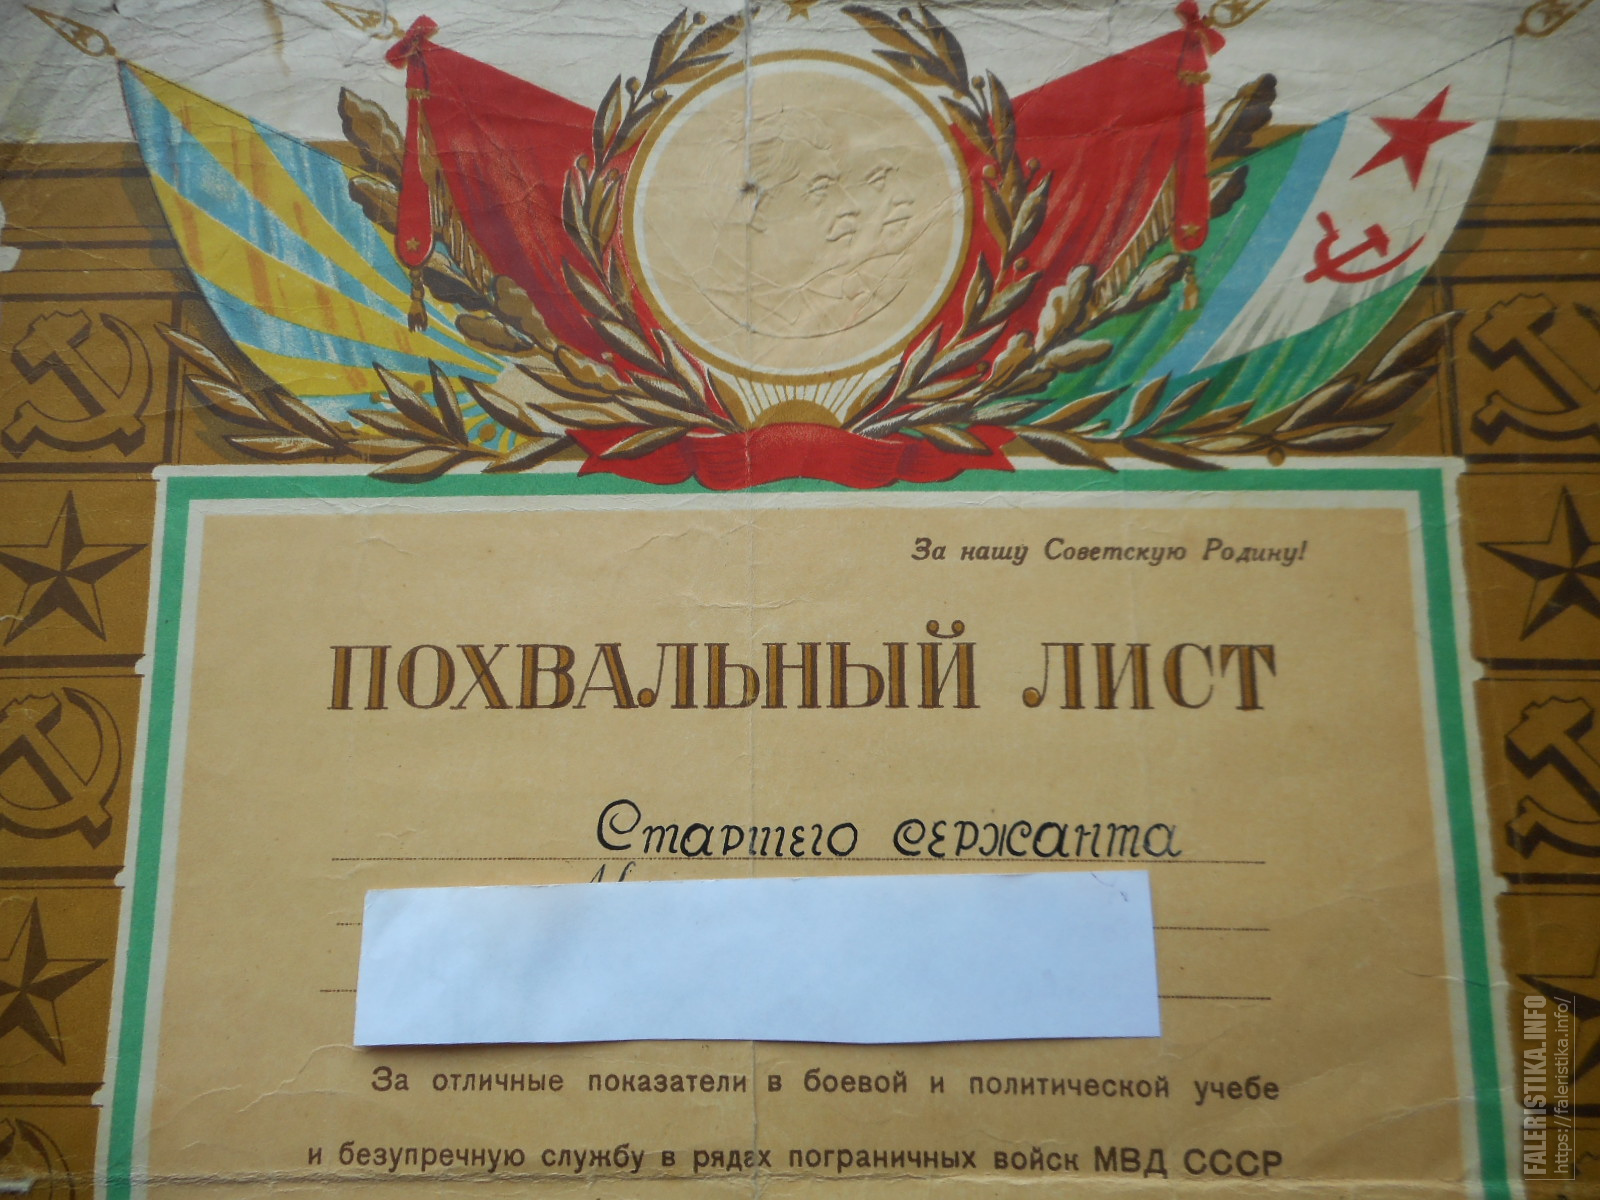 За нашу Советскую Родину!
ПОХВАЛЬНЫЙ ЛИСТ
Старшего сержанта
За отличные показатели в боевой и политической учебе
и безупречную службу в рядах пограничных войск МВД СССР
FALERISTIKA.INFO
https://faleristika.info/